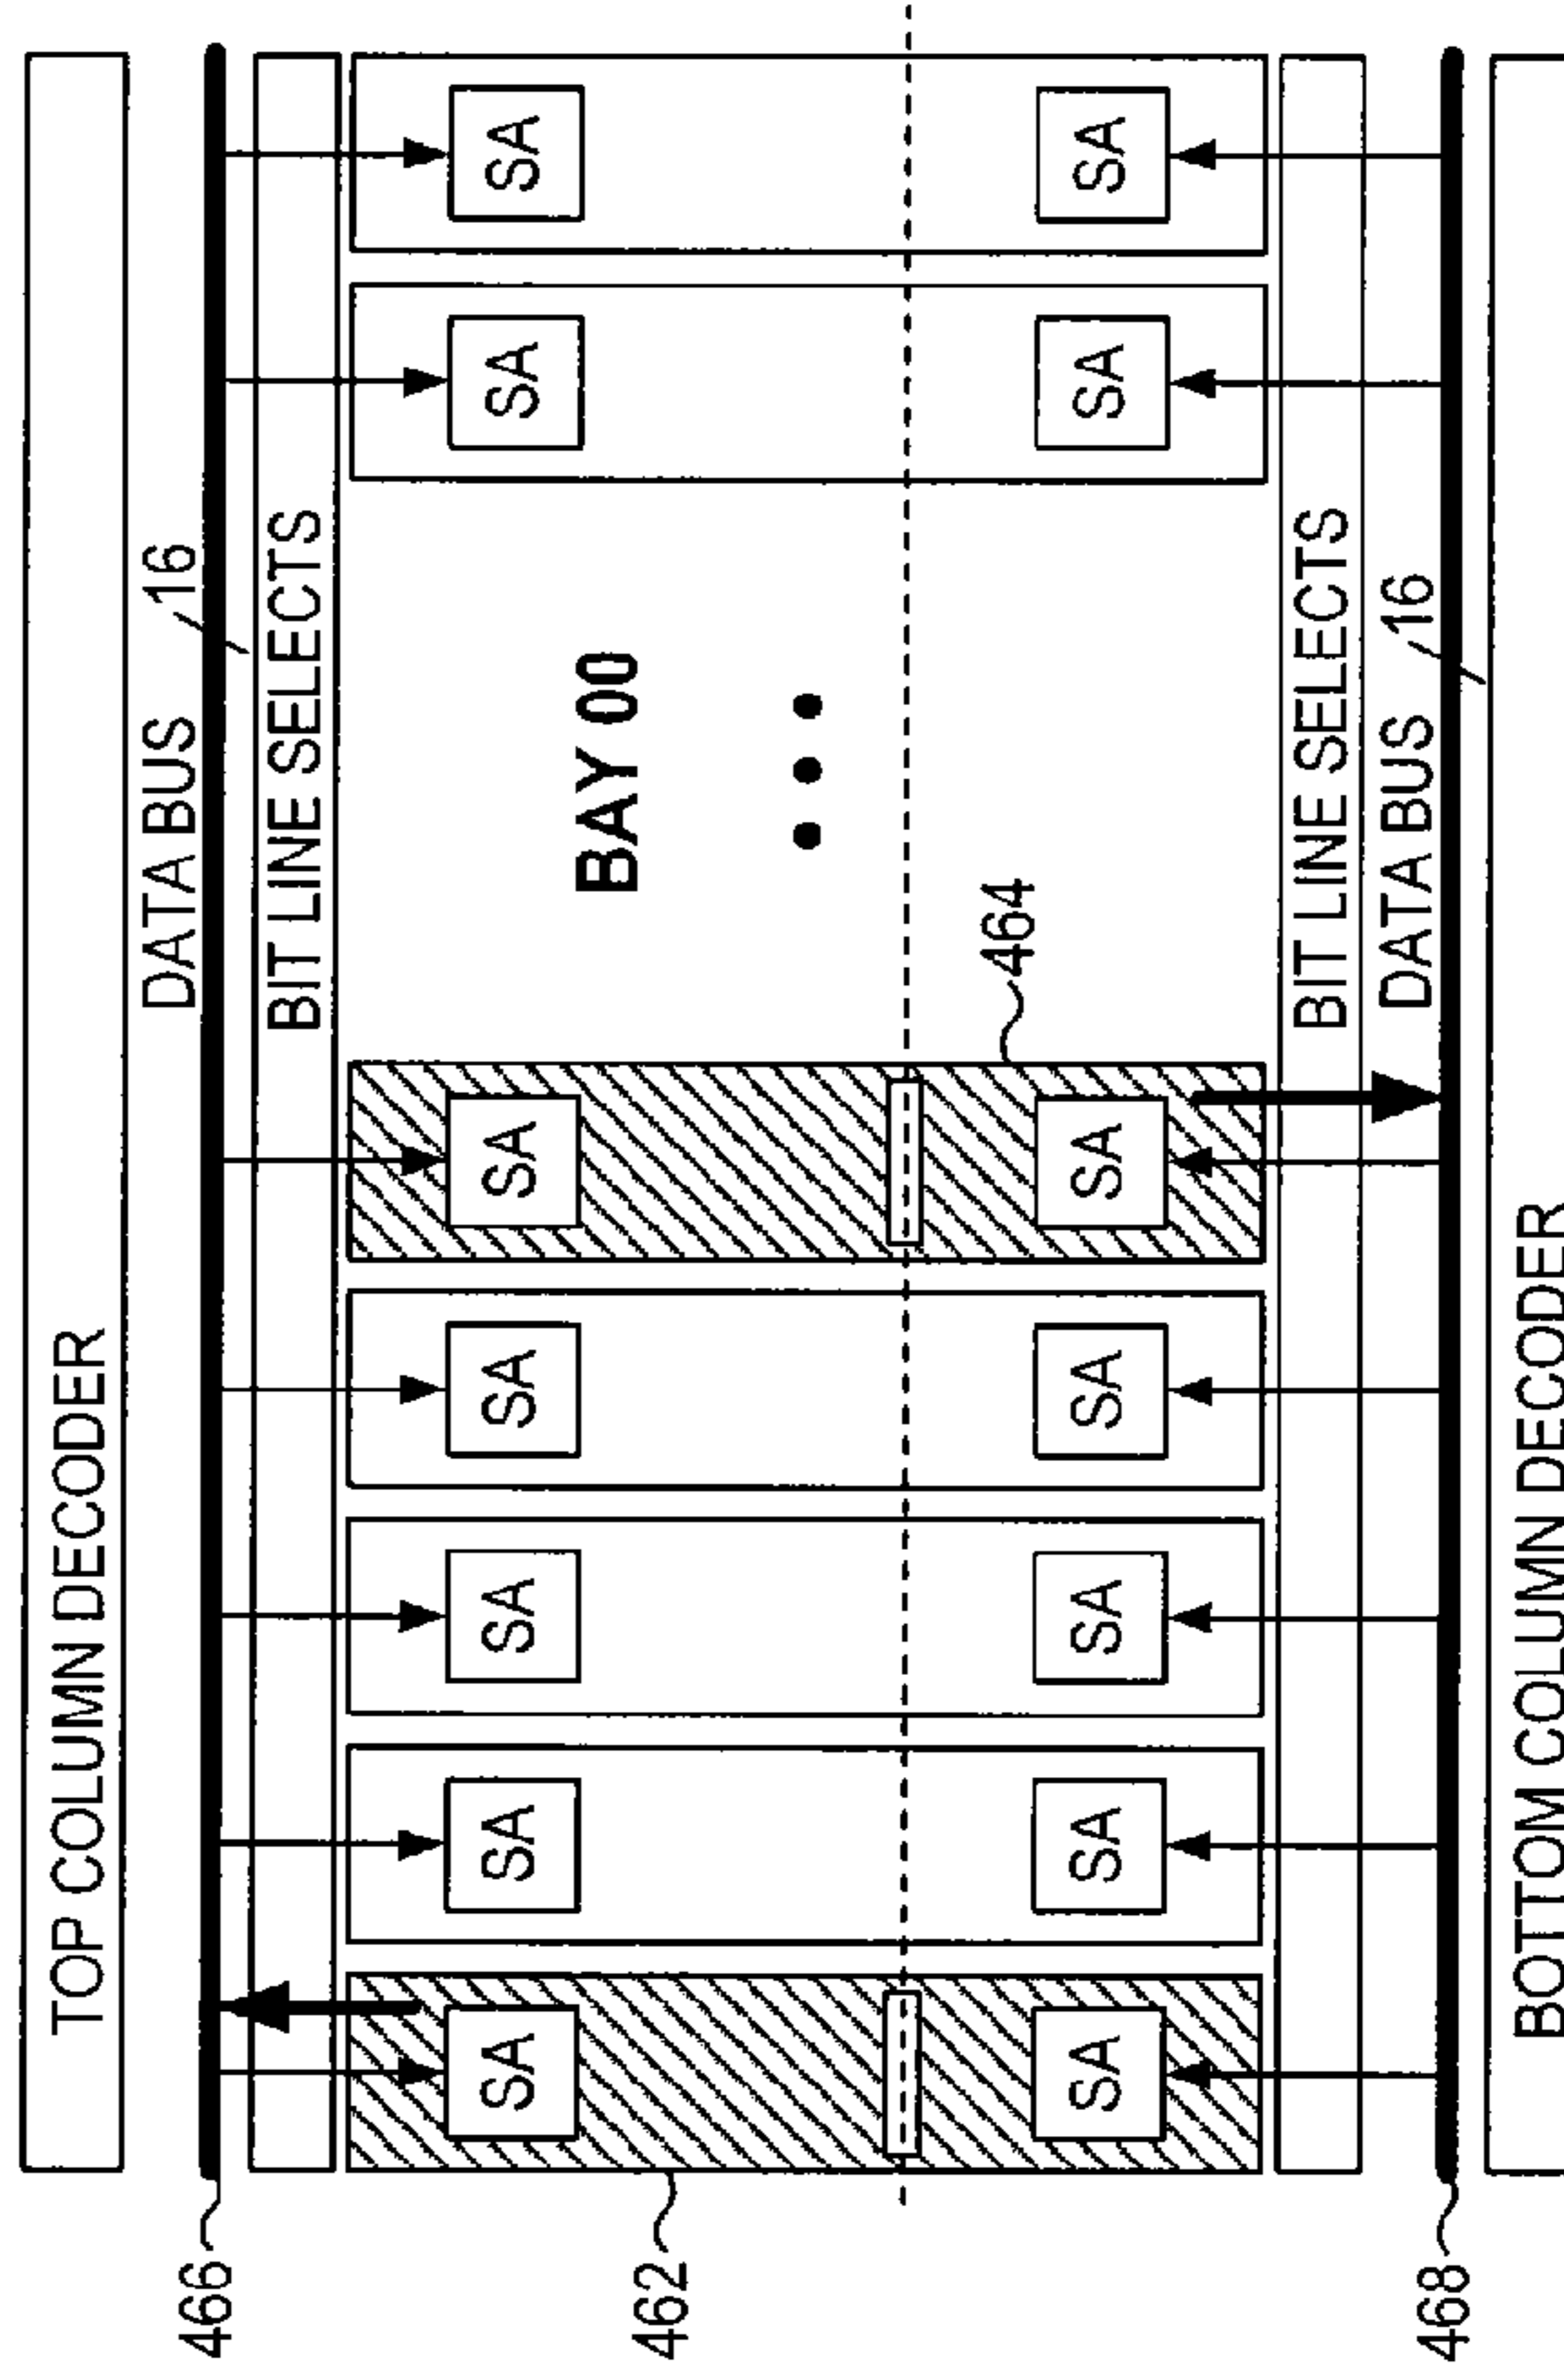 TOP COLUMN DECODER
466
DATA BUS 16
BIT LINE SELECTS
SA SA SA SA SA SA SA
462
BAY 00
464
SA SA SA SA SA SA SA
BIT LINE SELECTS
DATA BUS 16
468
BOTTOM COLUMN DECODER